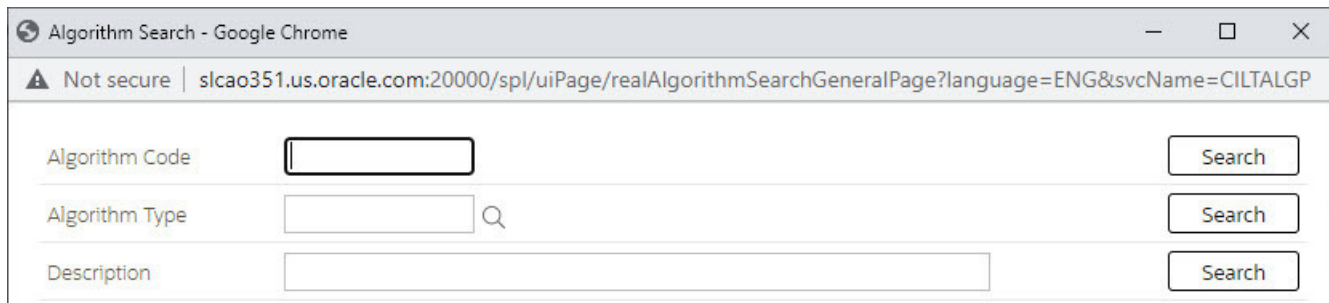 Algorithm Search - Google Chrome
Not secure | slcao351.us.oracle.com:20000/spl/uiPage/realAlgorithmSearchGeneralPage?language=ENG&svcName=CILTALGP
Algorithm Code Search
Algorithm Type Search
Description Search